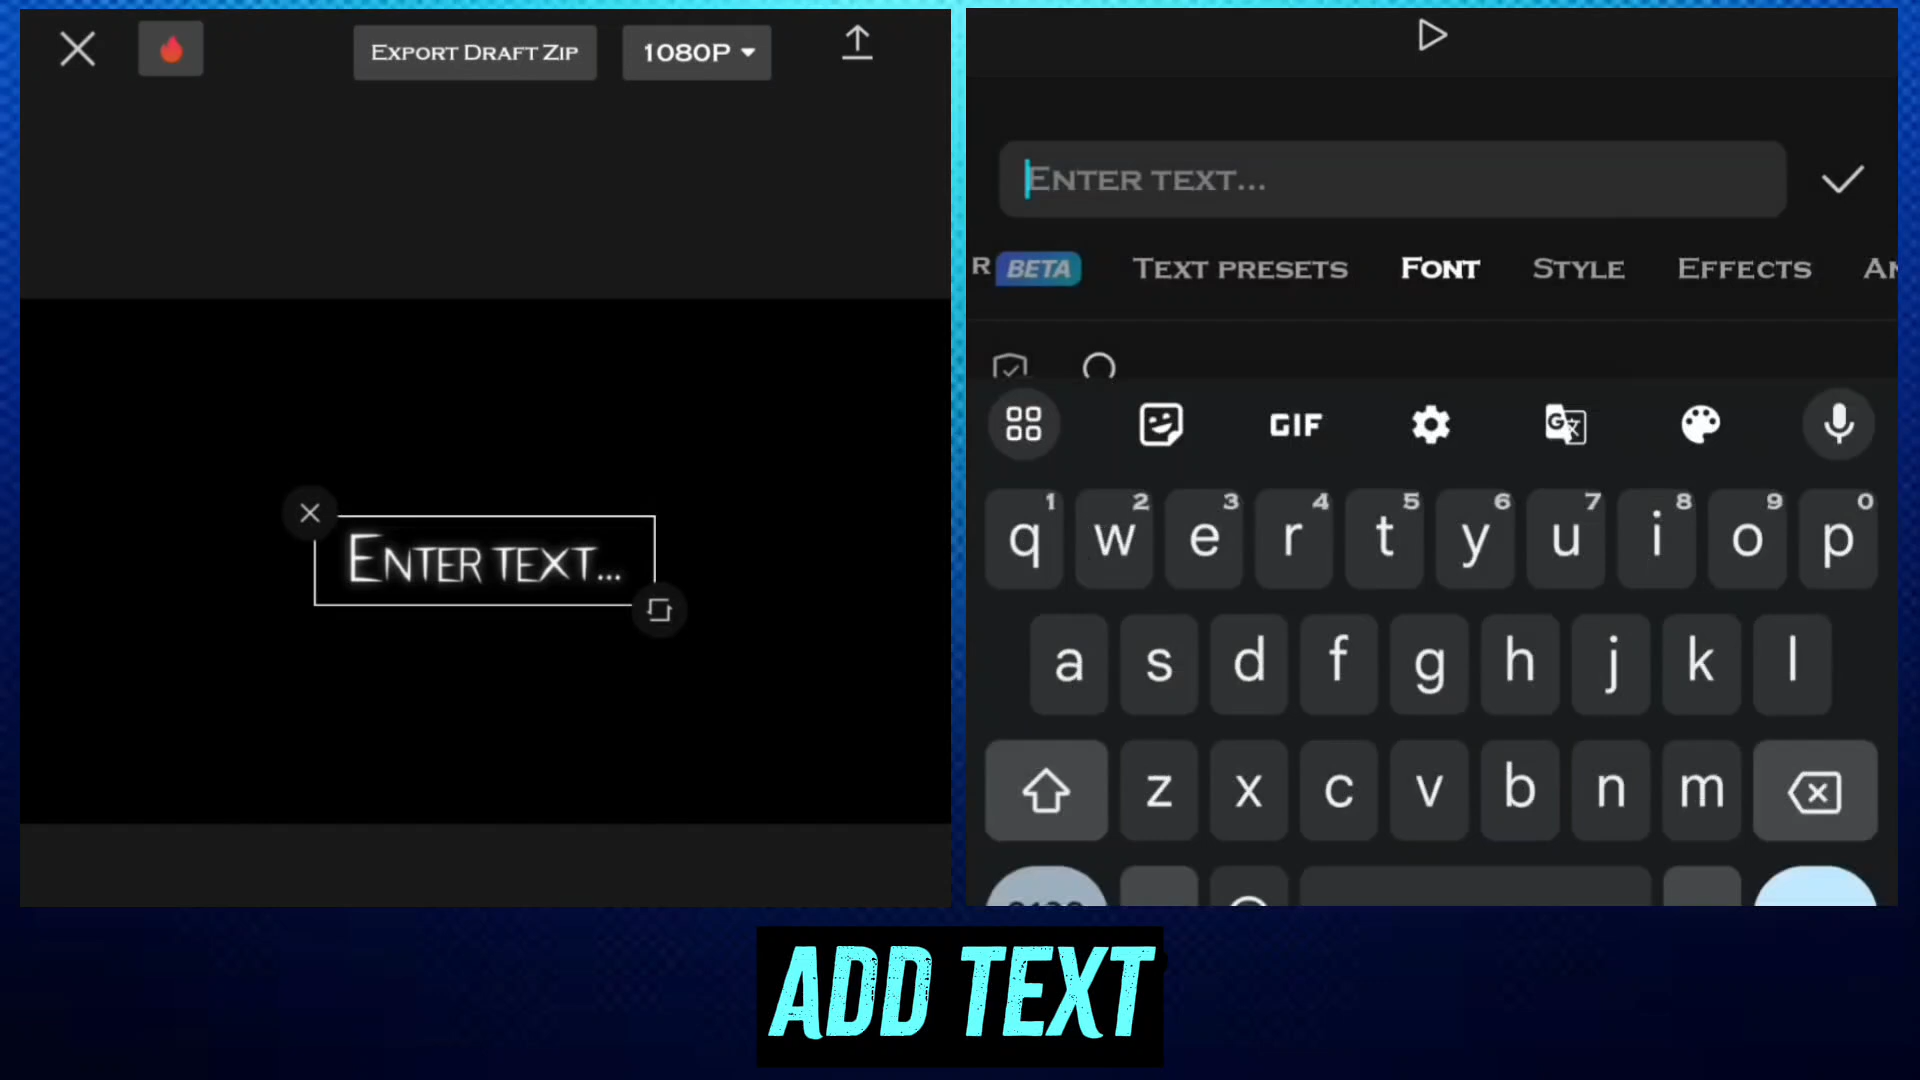 Export Draft Zip
1080P
Enter text...
Enter text...
R BETA
Text presets
Font
Style
Effects
An
GIF
G
1 2 3 4 5 6 7 8 9 0
q w e r t y u i o p
a s d f g h j k l
z x c v b n m
ADD TEXT